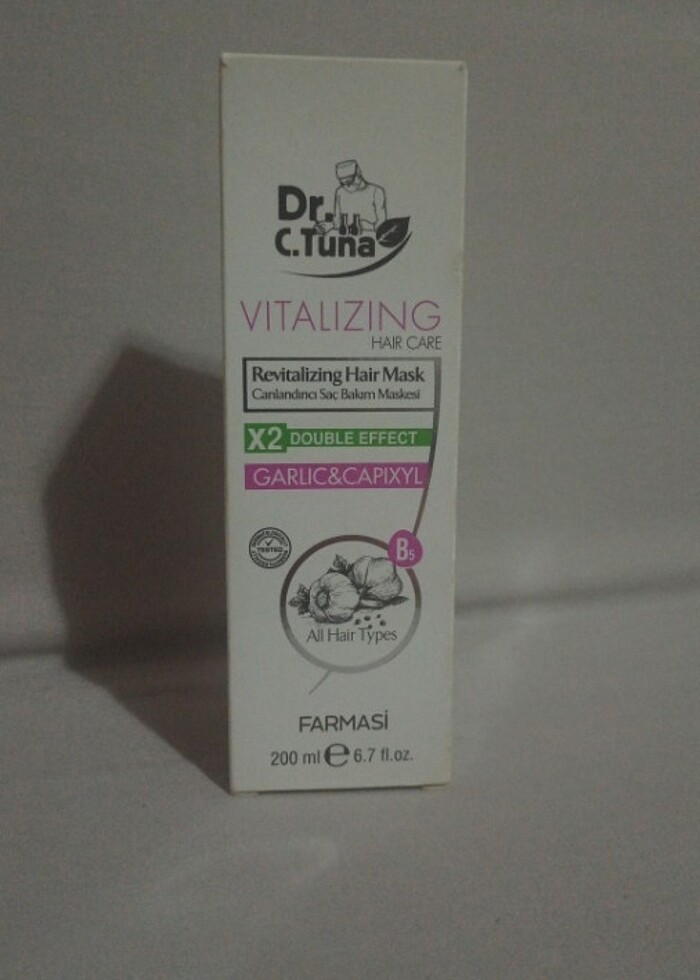 Dr.
C.Tuna
VITALIZING
HAIR CARE
Revitalizing Hair Mask
Canlandırıcı Saç Bakım Maskesi
X2 DOUBLE EFFECT
GARLIC&CAPIXYL
TESTED
B5
All Hair Types
FARMASİ
200 ml ℮ 6.7 fl.oz.